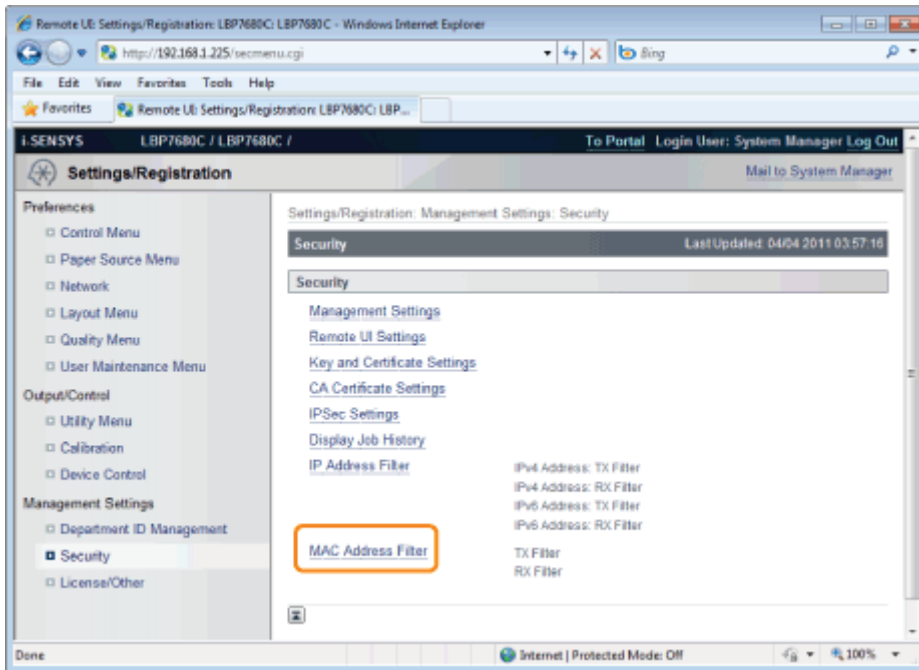 Remote UI: Settings/Registration: LBP7680C: LBP7680C - Windows Internet Explorer
http://192.168.1.225/secmenu.cgi
Bing
File Edit View Favorites Tools Help
Favorites
Remote UI: Settings/Registration: LBP7680C: LBP...
i-SENSYS LBP7680C / LBP7680C /
To Portal Login User: System Manager Log Out
Settings/Registration
Mail to System Manager
Preferences
Control Menu
Paper Source Menu
Network
Layout Menu
Quality Menu
User Maintenance Menu
Output/Control
Utility Menu
Calibration
Device Control
Management Settings
Department ID Management
Security
License/Other
Settings/Registration: Management Settings: Security
Security Last Updated: 04/04 2011 03:57:16
Security
Management Settings
Remote UI Settings
Key and Certificate Settings
CA Certificate Settings
IPSec Settings
Display Job History
IP Address Filter IPv4 Address: TX Filter
IPv4 Address: RX Filter
IPv6 Address: TX Filter
IPv6 Address: RX Filter
MAC Address Filter TX Filter
RX Filter
Done
Internet | Protected Mode: Off
100%